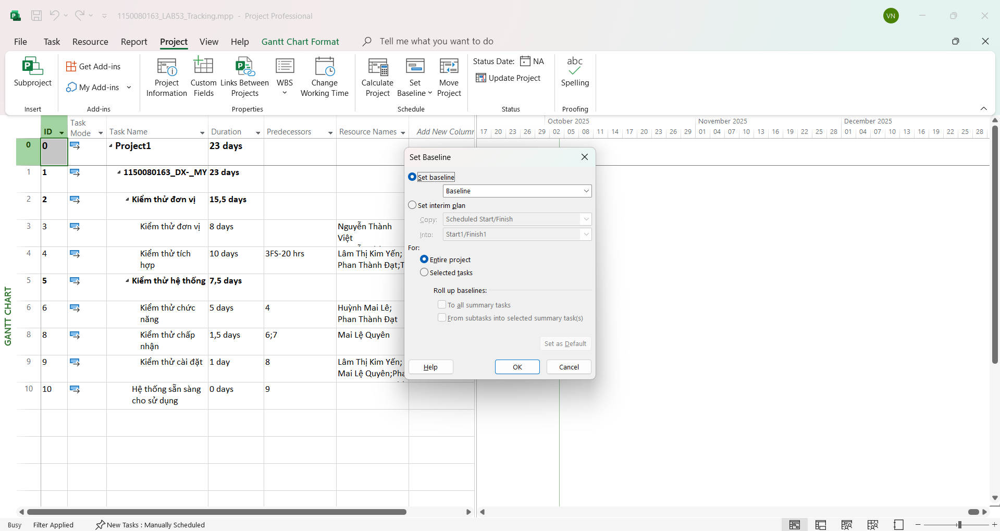 1150080163_LAB53_Tracking.mpp - Project Professional
VN
File Task Resource Report Project View Help Gantt Chart Format Tell me what you want to do
Subproject
Insert
Get Add-ins
My Add-ins
Add-ins
Project Information
Custom Fields
Links Between Projects
WBS
Change Working Time
Properties
Calculate Project
Set Baseline
Move Project
Schedule
Status Date: NA
Update Project
Status
abc
Spelling
Proofing
ID
Task Mode
Task Name
Duration
Predecessors
Resource Names
Add New Column
October 2025 November 2025 December 2025
17 20 23 26 29 02 05 08 11 14 17 20 23 26 29 01 04 07 10 13 16 19 22 25 28 01 04 07 10 13 16 19 22 25 28
GANTT CHART
0 0 Project1 23 days
1 1 1150080163_DX-_MY 23 days
2 2 Kiểm thử đơn vị 15,5 days
3 3 Kiểm thử đơn vị 8 days Nguyễn Thành
Việt
4 4 Kiểm thử tích 10 days 3FS-20 hrs Lâm Thị Kim Yến;
hợp Phan Thành Đạt;T
5 5 Kiểm thử hệ thống 7,5 days
6 6 Kiểm thử chức 5 days 4 Huỳnh Mai Lê;
năng Phan Thành Đạt
8 8 Kiểm thử chấp 1,5 days 6;7 Mai Lệ Quyên
nhận
9 9 Kiểm thử cài đặt 1 day 8 Lâm Thị Kim Yến;
Mai Lệ Quyên;Pha
10 10 Hệ thống sẵn sàng 0 days 9
cho sử dụng
Set Baseline
Set baseline
Baseline
Set interim plan
Copy: Scheduled Start/Finish
Into: Start1/Finish1
For:
Entire project
Selected tasks
Roll up baselines:
To all summary tasks
From subtasks into selected summary task(s)
Set as Default
Help OK Cancel
Busy Filter Applied New Tasks : Manually Scheduled